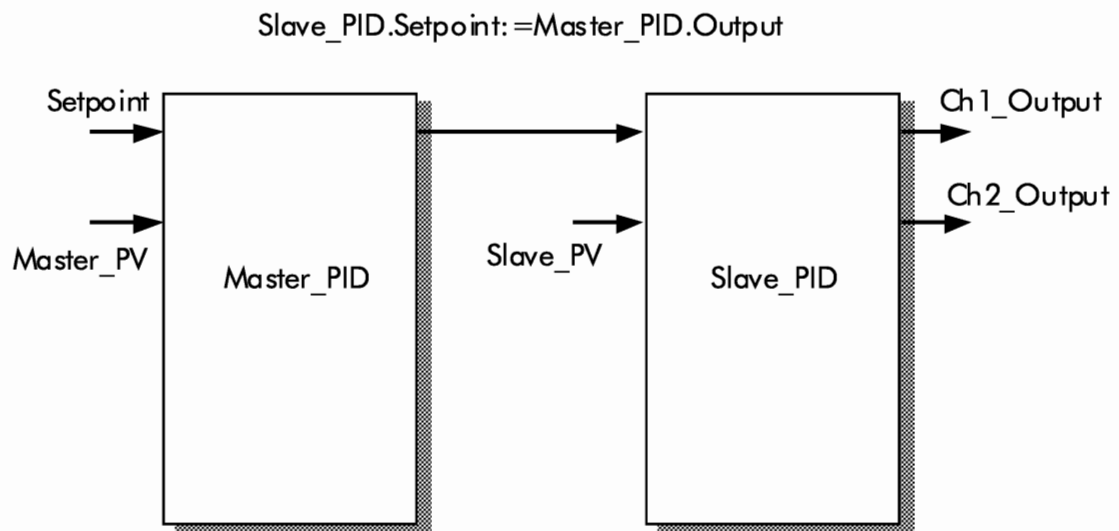 Slave_PID.Setpoint:=Master_PID.Output
Setpoint
Ch1_Output
Ch2_Output
Master_PV
Slave_PV
Master_PID
Slave_PID